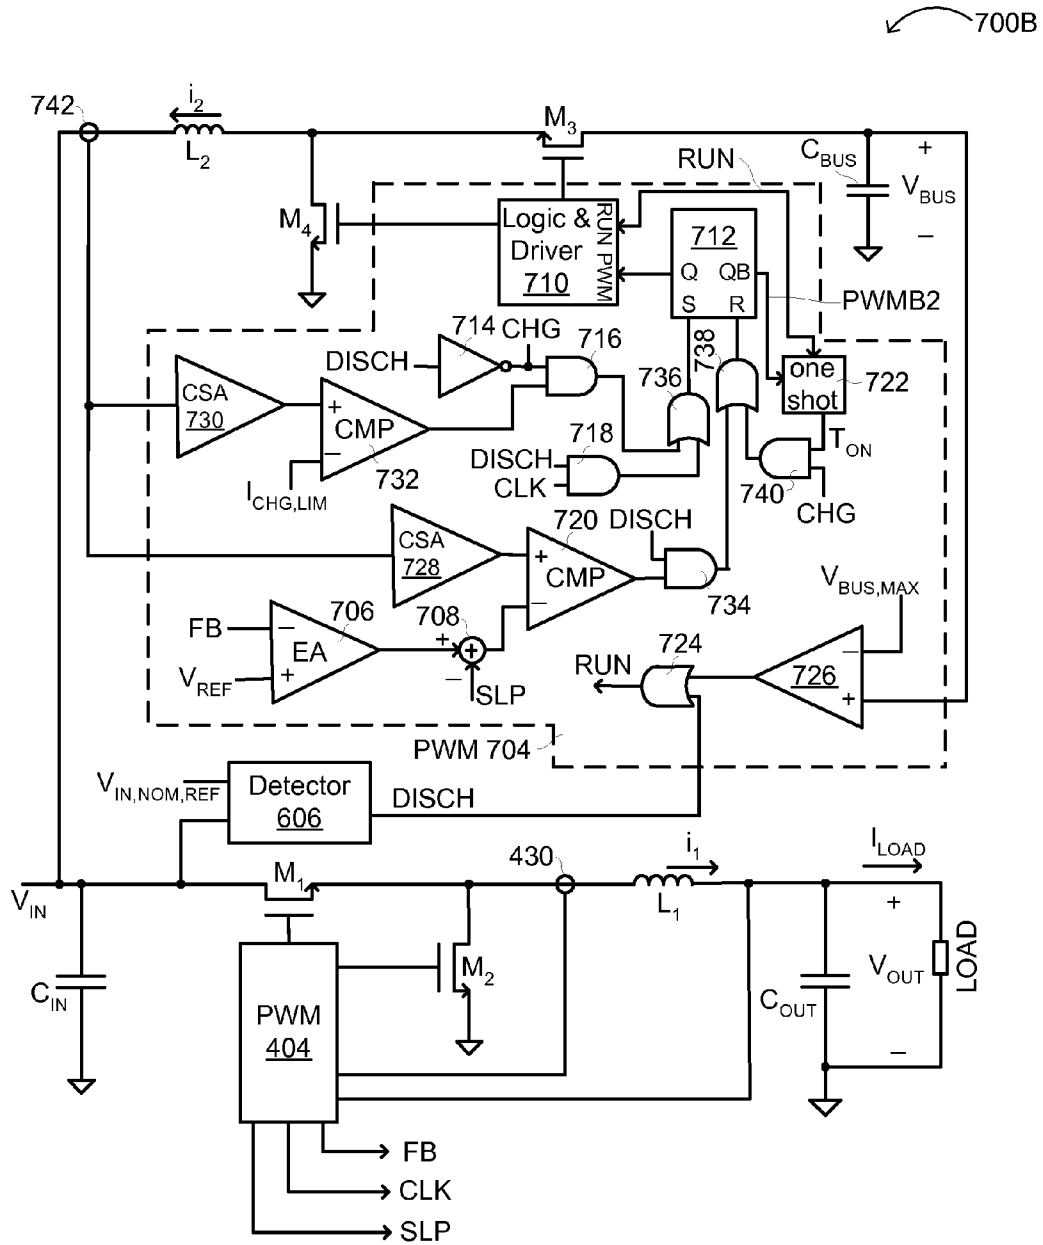 700B
742
i2
L2
M3
RUN
CBUS
+
VBUS
–
M4
Logic &
Driver
710
RUN PWM
712
Q QB
S R
PWMB2
714
CHG
716
DISCH
738
736
one
shot
722
CSA
730
+
CMP
–
732
ICHG,LIM
718
DISCH
CLK
TON
740
CHG
CSA
728
720
+
CMP
–
DISCH
734
VBUS,MAX
FB
–
706
EA
VREF
+
708
+
+
–
SLP
724
RUN
–
726
+
PWM 704
VIN,NOM,REF
Detector
606
DISCH
M1
430
i1
ILOAD
VIN
L1
+
CIN
M2
PWM
404
COUT
VOUT
LOAD
–
FB
CLK
SLP